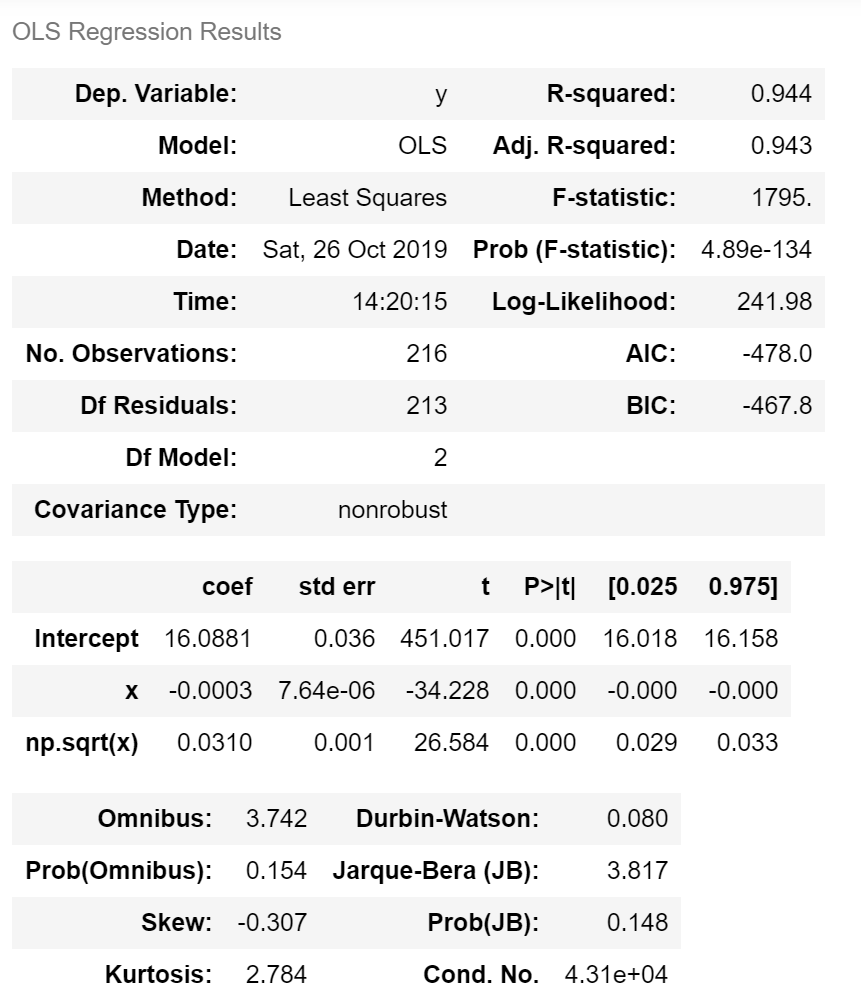 OLS Regression Results
Dep. Variable: y R-squared: 0.944
Model: OLS Adj. R-squared: 0.943
Method: Least Squares F-statistic: 1795.
Date: Sat, 26 Oct 2019 Prob (F-statistic): 4.89e-134
Time: 14:20:15 Log-Likelihood: 241.98
No. Observations: 216 AIC: -478.0
Df Residuals: 213 BIC: -467.8
Df Model: 2
Covariance Type: nonrobust
coef std err t P>|t| [0.025 0.975]
Intercept 16.0881 0.036 451.017 0.000 16.018 16.158
x -0.0003 7.64e-06 -34.228 0.000 -0.000 -0.000
np.sqrt(x) 0.0310 0.001 26.584 0.000 0.029 0.033
Omnibus: 3.742 Durbin-Watson: 0.080
Prob(Omnibus): 0.154 Jarque-Bera (JB): 3.817
Skew: -0.307 Prob(JB): 0.148
Kurtosis: 2.784 Cond. No. 4.31e+04